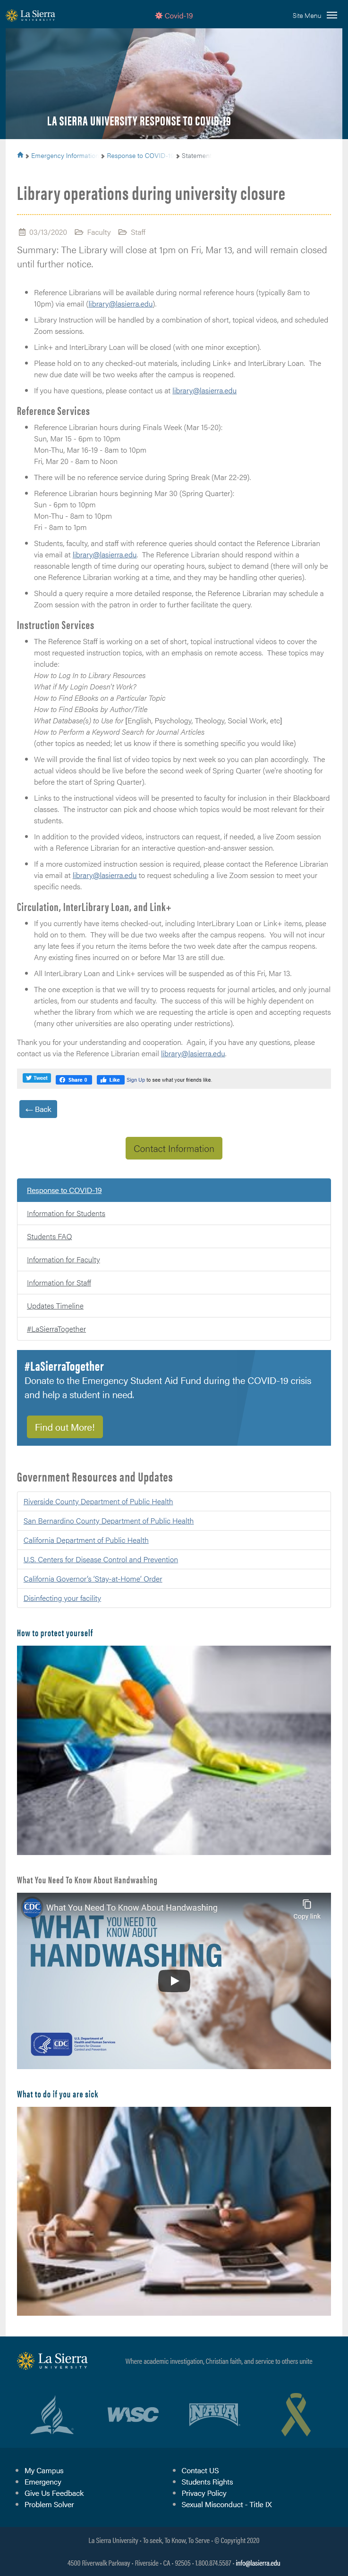 La Sierra
UNIVERSITY
Covid-19
Site Menu
LA SIERRA UNIVERSITY RESPONSE TO COVID-19
Emergency Information
Response to COVID-19
Library operations during university closure
03/13/2020 Faculty Staff
Summary: The Library will close at 1pm on Fri, Mar 13, and will remain closed
until further notice.
Reference Librarians will be available during normal reference hours (typically 8am to
10pm) via email (library@lasierra.edu).
Library Instruction will be handled by a combination of short, topical videos, and scheduled
Zoom sessions.
Link+ and InterLibrary Loan will be closed (with one minor exception).
Please hold on to any checked-out materials, including Link+ and InterLibrary Loan. The
new due date will be two weeks after the campus is reopened.
If you have questions, please contact us at library@lasierra.edu
Reference Services
Reference Librarian hours during Finals Week (Mar 15-20):
Sun, Mar 15 - 6pm to 10pm
Mon-Thu, Mar 16-19 - 8am to 10pm
Fri, Mar 20 - 8am to Noon
There will be no reference service during Spring Break (Mar 22-29).
Reference Librarian hours beginning Mar 30 (Spring Quarter):
Sun - 6pm to 10pm
Mon-Thu - 8am to 10pm
Fri - 8am to 1pm
Students, faculty, and staff with reference queries should contact the Reference Librarian
via email at library@lasierra.edu. The Reference Librarian should respond within a
reasonable length of time during our operating hours, subject to demand (there will be only
one Reference Librarian working at a time, and they may be handling other queries).
Should a query require a more detailed response, the Reference Librarian may schedule a
Zoom session with the patron in order to further facilitate the query.
Instruction Services
The Reference Staff is working on a set of short, topical instructional videos to cover the
most requested instruction topics, with an emphasis on remote access. These topics may
include:
How to Log In to Library Resources
What if My Login Doesn't Work?
How to Find EBooks on a Particular Topic
How to Find EBooks by Author/Title
What Database(s) to Use for [English, Psychology, Theology, Social Work, etc]
How to Perform a Keyword Search for Journal Articles
(other topics as needed; let us know if there is something specific you would like)
We will provide the final list of video topics by next week so you can plan accordingly. The
actual videos should be live before the second week of Spring Quarter (we're shooting for
before the start of Spring Quarter).
Links to the instructional videos will be presented to faculty for inclusion in their Blackboard
classes. The instructor can pick and choose which topics would be most relevant for their
students.
In addition to the provided videos, instructors can request, if needed, a live Zoom session
with a Reference Librarian for an interactive question-and-answer session.
If a more customized instruction session is required, please contact the Reference Librarian
via email at library@lasierra.edu to request scheduling a live Zoom session to cover your
specific needs.
Circulation, InterLibrary Loan, and Link+
If you currently have items checked-out, including InterLibrary Loan or Link+ items, please
hold on to them. They will be due two weeks after the campus reopens. You will not incur
any late fees if you return the items before the two week date after the campus reopens.
Any existing fines incurred on or before Mar 13 are still due.
All InterLibrary Loan and Link+ services will be suspended as of this Fri, Mar 13.
The one exception is that we will try to process requests for journal articles, and only journal
articles, from our students and faculty. The success of this will be highly dependent on
whether the library from which we are requesting the article is open and accepting requests
(many other universities are also operating under restrictions).
Thank you for your understanding and cooperation. Again, if you have any questions, please
contact us via the Reference Librarian email library@lasierra.edu.
Tweet
Share 0
Like
Sign Up to see what your friends like.
← Back
Contact Information
Response to COVID-19
Information for Students
Students FAQ
Information for Faculty
Information for Staff
Updates Timeline
#LaSierraTogether
#LaSierraTogether
Donate to the Emergency Student Aid Fund during the COVID-19 crisis
and help a student in need.
Find out More!
Government Resources and Updates
Riverside County Department of Public Health
San Bernardino County Department of Public Health
California Department of Public Health
U.S. Centers for Disease Control and Prevention
California Governor's 'Stay-at-Home' Order
Disinfecting your facility
How to protect yourself
What You Need To Know About Handwashing
CDC
What You Need To Know About Handwashing
Copy link
WHAT YOU NEED TO
KNOW ABOUT
HANDWASHING
CDC
What to do if you are sick
La Sierra
UNIVERSITY
Where academic investigation, Christian faith, and service to others unite
WSC
NAIA
My Campus
Emergency
Give Us Feedback
Problem Solver
Contact US
Students Rights
Privacy Policy
Sexual Misconduct - Title IX
La Sierra University - To seek, To Know, To Serve - © Copyright 2020
4500 Riverwalk Parkway - Riverside - CA - 92505 - 1.800.874.5587 - info@lasierra.edu